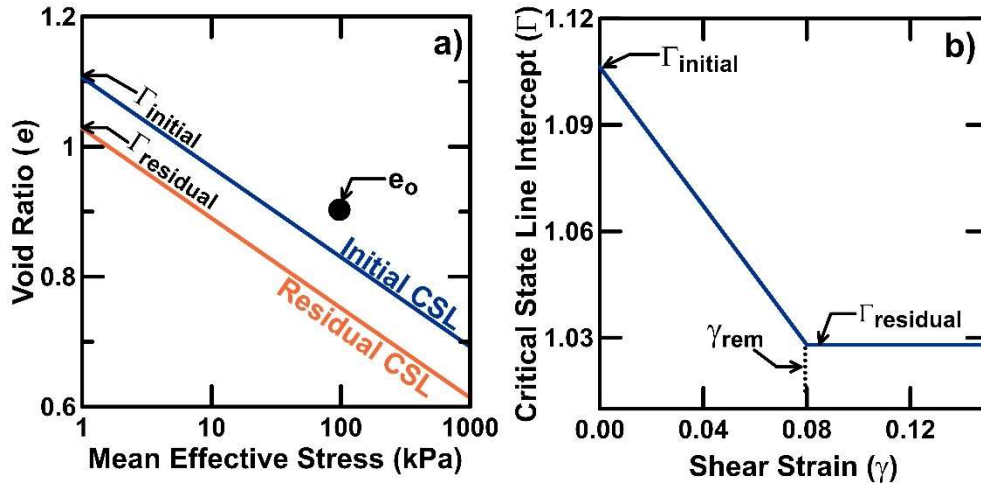 a)
1.2
1
0.8
0.6
Void Ratio (e)
Γinitial
Γresidual
eo
Initial CSL
Residual CSL
1
10
100
1000
Mean Effective Stress (kPa)
b)
1.12
1.09
1.06
1.03
Critical State Line Intercept (Γ)
Γinitial
γrem
Γresidual
0.00
0.04
0.08
0.12
Shear Strain (γ)